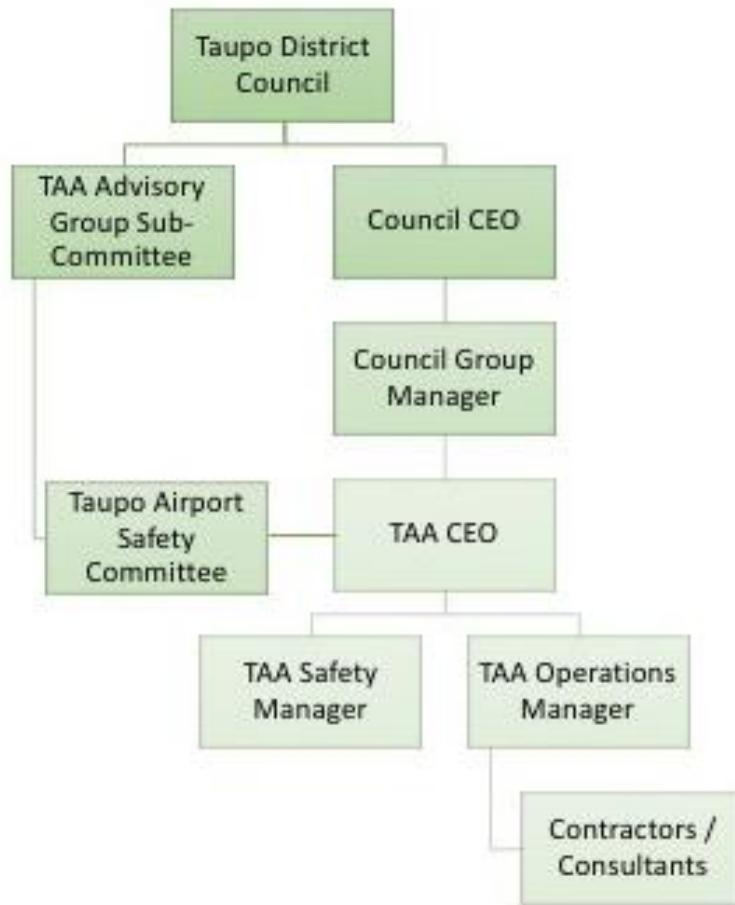 Taupo District
Council
TAA Advisory
Group Sub-
Committee
Council CEO
Council Group
Manager
Taupo Airport
Safety
Committee
TAA CEO
TAA Safety
Manager
TAA Operations
Manager
Contractors /
Consultants